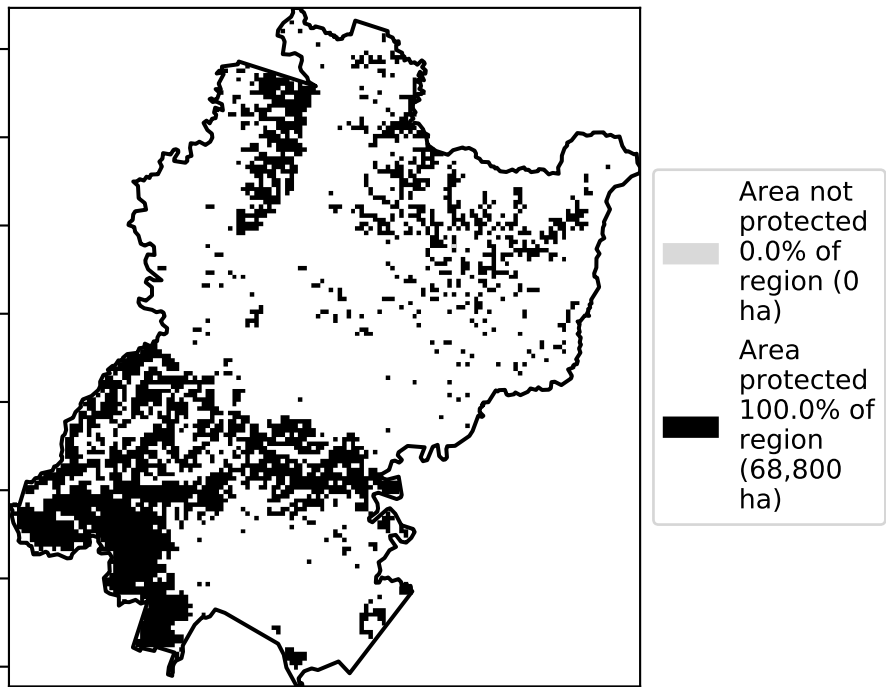 Area not
protected
0.0% of
region (0
ha)
Area
protected
100.0% of
region
(68,800
ha)